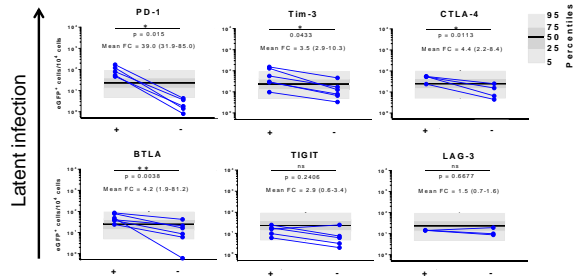 PD-1
*
p = 0.015
Mean FC = 39.0 (31.9-85.0)
Tim-3
*
0.0433
Mean FC = 3.5 (2.9-10.3)
CTLA-4
*
p = 0.0113
Mean FC = 4.4 (2.2-8.4)
95
75
50
25
5
Percentiles
Latent infection
eGFP+ cells/10⁴ cells
+ -
+ -
+ -
BTLA
**
p = 0.0038
Mean FC = 4.2 (1.9-81.2)
TIGIT
ns
p = 0.2406
Mean FC = 2.9 (0.6-3.4)
LAG-3
ns
p = 0.6677
Mean FC = 1.5 (0.7-1.6)
eGFP+ cells/10⁴ cells
+ -
+ -
+ -